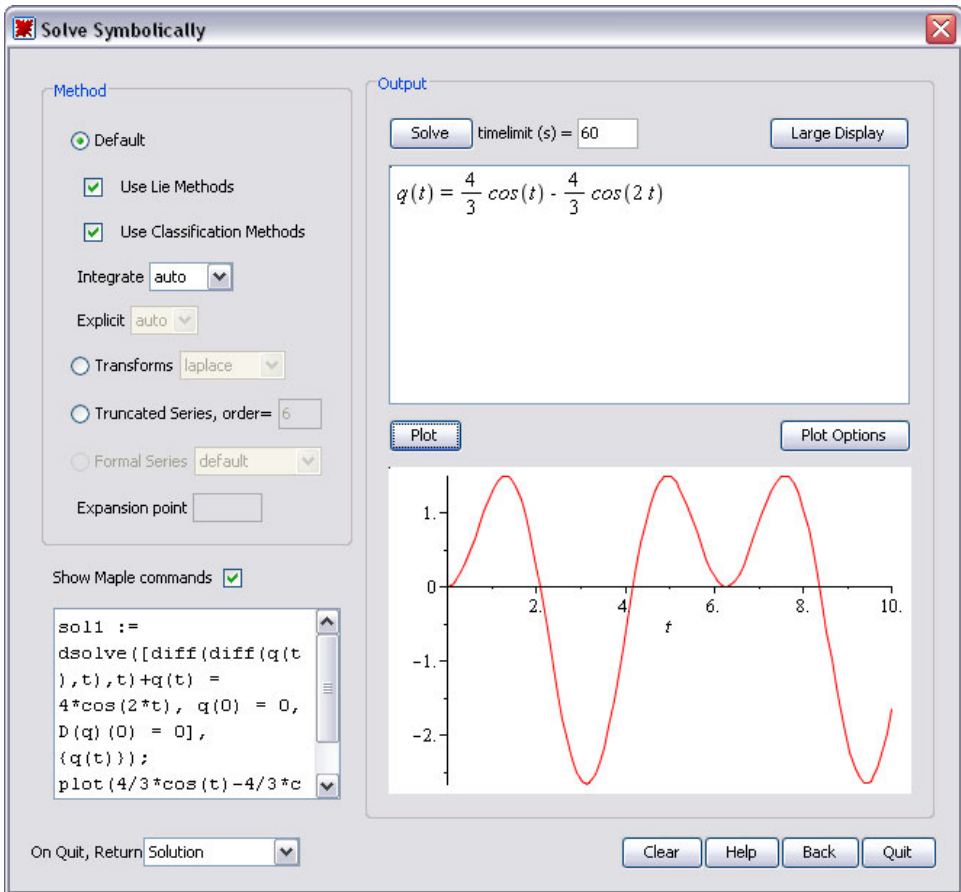 Solve Symbolically
Method
Default
Use Lie Methods
Use Classification Methods
Integrate auto
Explicit auto
Transforms laplace
Truncated Series, order= 6
Formal Series default
Expansion point
Show Maple commands
sol1 :=
dsolve([diff(diff(q(t
),t),t)+q(t) =
4*cos(2*t), q(0) = 0,
D(q)(0) = 0],
{q(t)});
plot(4/3*cos(t)-4/3*c
On Quit, Return Solution
Output
Solve timelimit (s) = 60 Large Display
q(t) = 4/3 cos(t) - 4/3 cos(2 t)
Plot Plot Options
1.
0
2. 4. 6. 8. 10.
t
-1.
-2.
Clear Help Back Quit